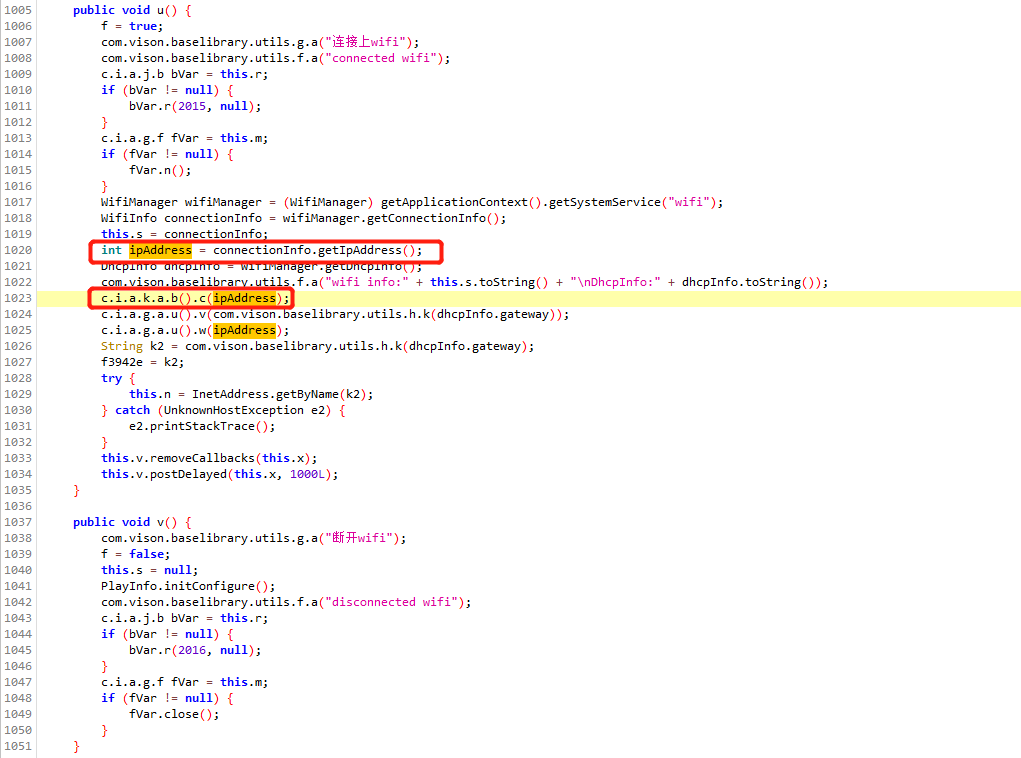 1005 public void u() {
1006 f = true;
1007 com.vison.baselibrary.utils.g.a("连接上wifi");
1008 com.vison.baselibrary.utils.f.a("connected wifi");
1009 c.i.a.j.b bVar = this.r;
1010 if (bVar != null) {
1011 bVar.r(2015, null);
1012 }
1013 c.i.a.g.f fVar = this.m;
1014 if (fVar != null) {
1015 fVar.n();
1016 }
1017 WifiManager wifiManager = (WifiManager) getApplicationContext().getSystemService("wifi");
1018 WifiInfo connectionInfo = wifiManager.getConnectionInfo();
1019 this.s = connectionInfo;
1020 int ipAddress = connectionInfo.getIpAddress();
1021 DhcpInfo dhcpInfo = wifiManager.getDhcpInfo();
1022 com.vison.baselibrary.utils.f.a("wifi info:" + this.s.toString() + "\nDhcpInfo:" + dhcpInfo.toString());
1023 c.i.a.k.a.b().c(ipAddress);
1024 c.i.a.g.a.u().v(com.vison.baselibrary.utils.h.k(dhcpInfo.gateway));
1025 c.i.a.g.a.u().w(ipAddress);
1026 String k2 = com.vison.baselibrary.utils.h.k(dhcpInfo.gateway);
1027 f3942e = k2;
1028 try {
1029 this.n = InetAddress.getByName(k2);
1030 } catch (UnknownHostException e2) {
1031 e2.printStackTrace();
1032 }
1033 this.v.removeCallbacks(this.x);
1034 this.v.postDelayed(this.x, 1000L);
1035 }
1036
1037 public void v() {
1038 com.vison.baselibrary.utils.g.a("断开wifi");
1039 f = false;
1040 this.s = null;
1041 PlayInfo.initConfigure();
1042 com.vison.baselibrary.utils.f.a("disconnected wifi");
1043 c.i.a.j.b bVar = this.r;
1044 if (bVar != null) {
1045 bVar.r(2016, null);
1046 }
1047 c.i.a.g.f fVar = this.m;
1048 if (fVar != null) {
1049 fVar.close();
1050 }
1051 }